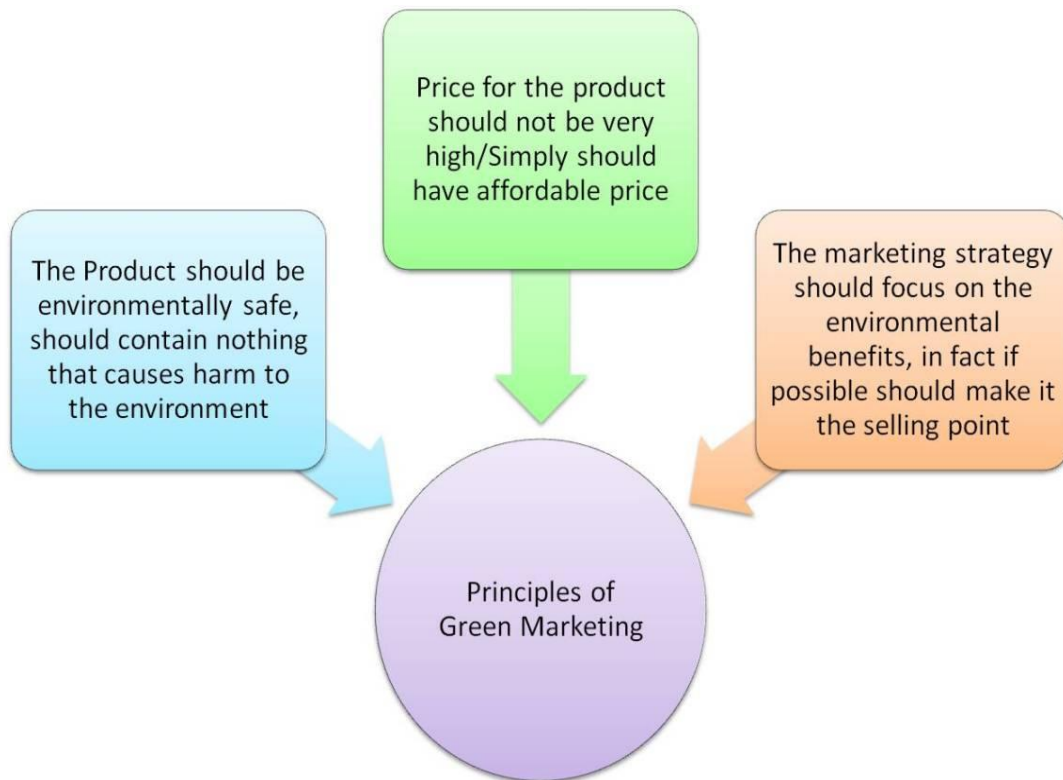 Price for the product
should not be very
high/Simply should
have affordable price
The Product should be
environmentally safe,
should contain nothing
that causes harm to
the environment
The marketing strategy
should focus on the
environmental
benefits, in fact if
possible should make it
the selling point
Principles of
Green Marketing